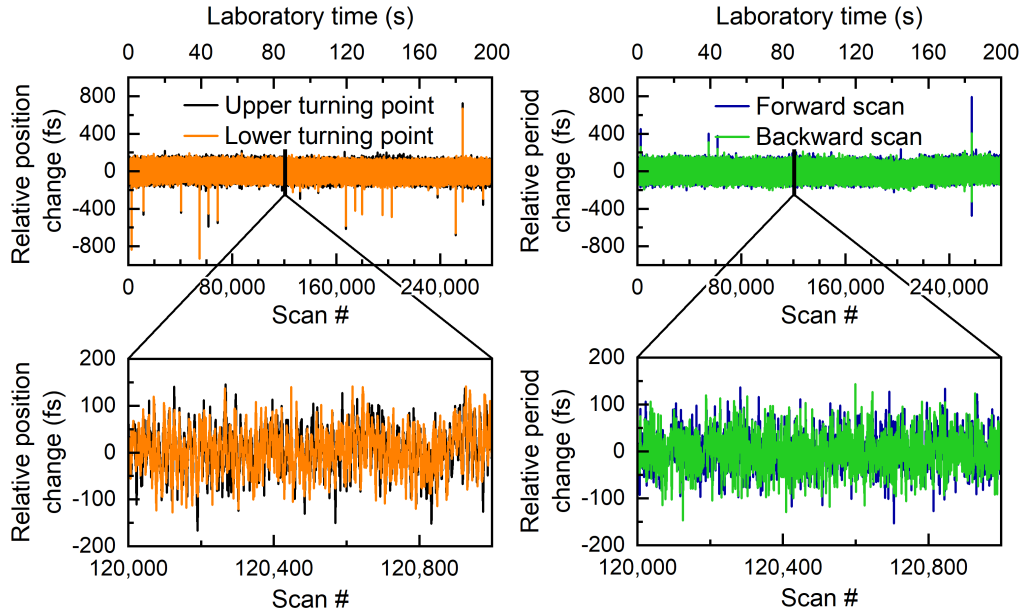 Laboratory time (s)
0 40 80 120 160 200
Relative position
change (fs)
800
400
0
-400
-800
Upper turning point
Lower turning point
0 80,000 160,000 240,000
Scan #
Relative position
change (fs)
200
100
0
-100
-200
120,000 120,400 120,800
Scan #
Laboratory time (s)
0 40 80 120 160 200
Relative period
change (fs)
800
400
0
-400
-800
Forward scan
Backward scan
0 80,000 160,000 240,000
Scan #
Relative period
change (fs)
200
100
0
-100
-200
120,000 120,400 120,800
Scan #